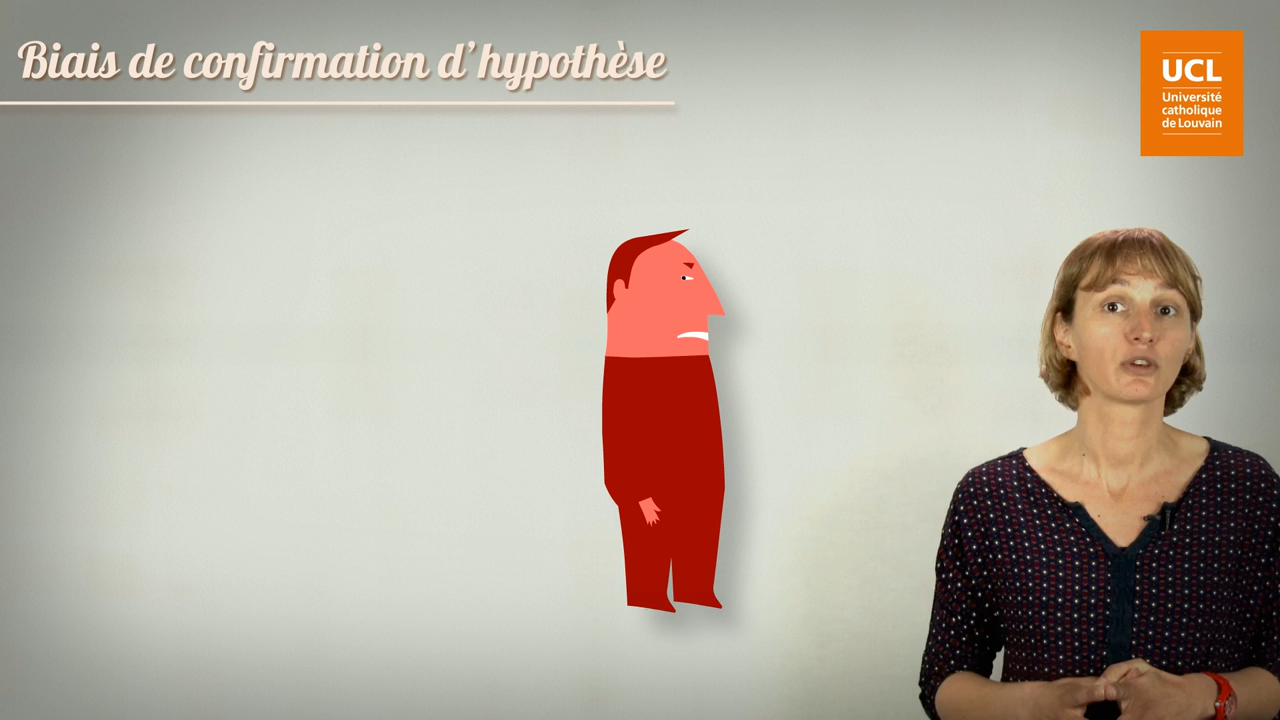 Biais de confirmation d'hypothèse
UCL
Université
catholique
de Louvain